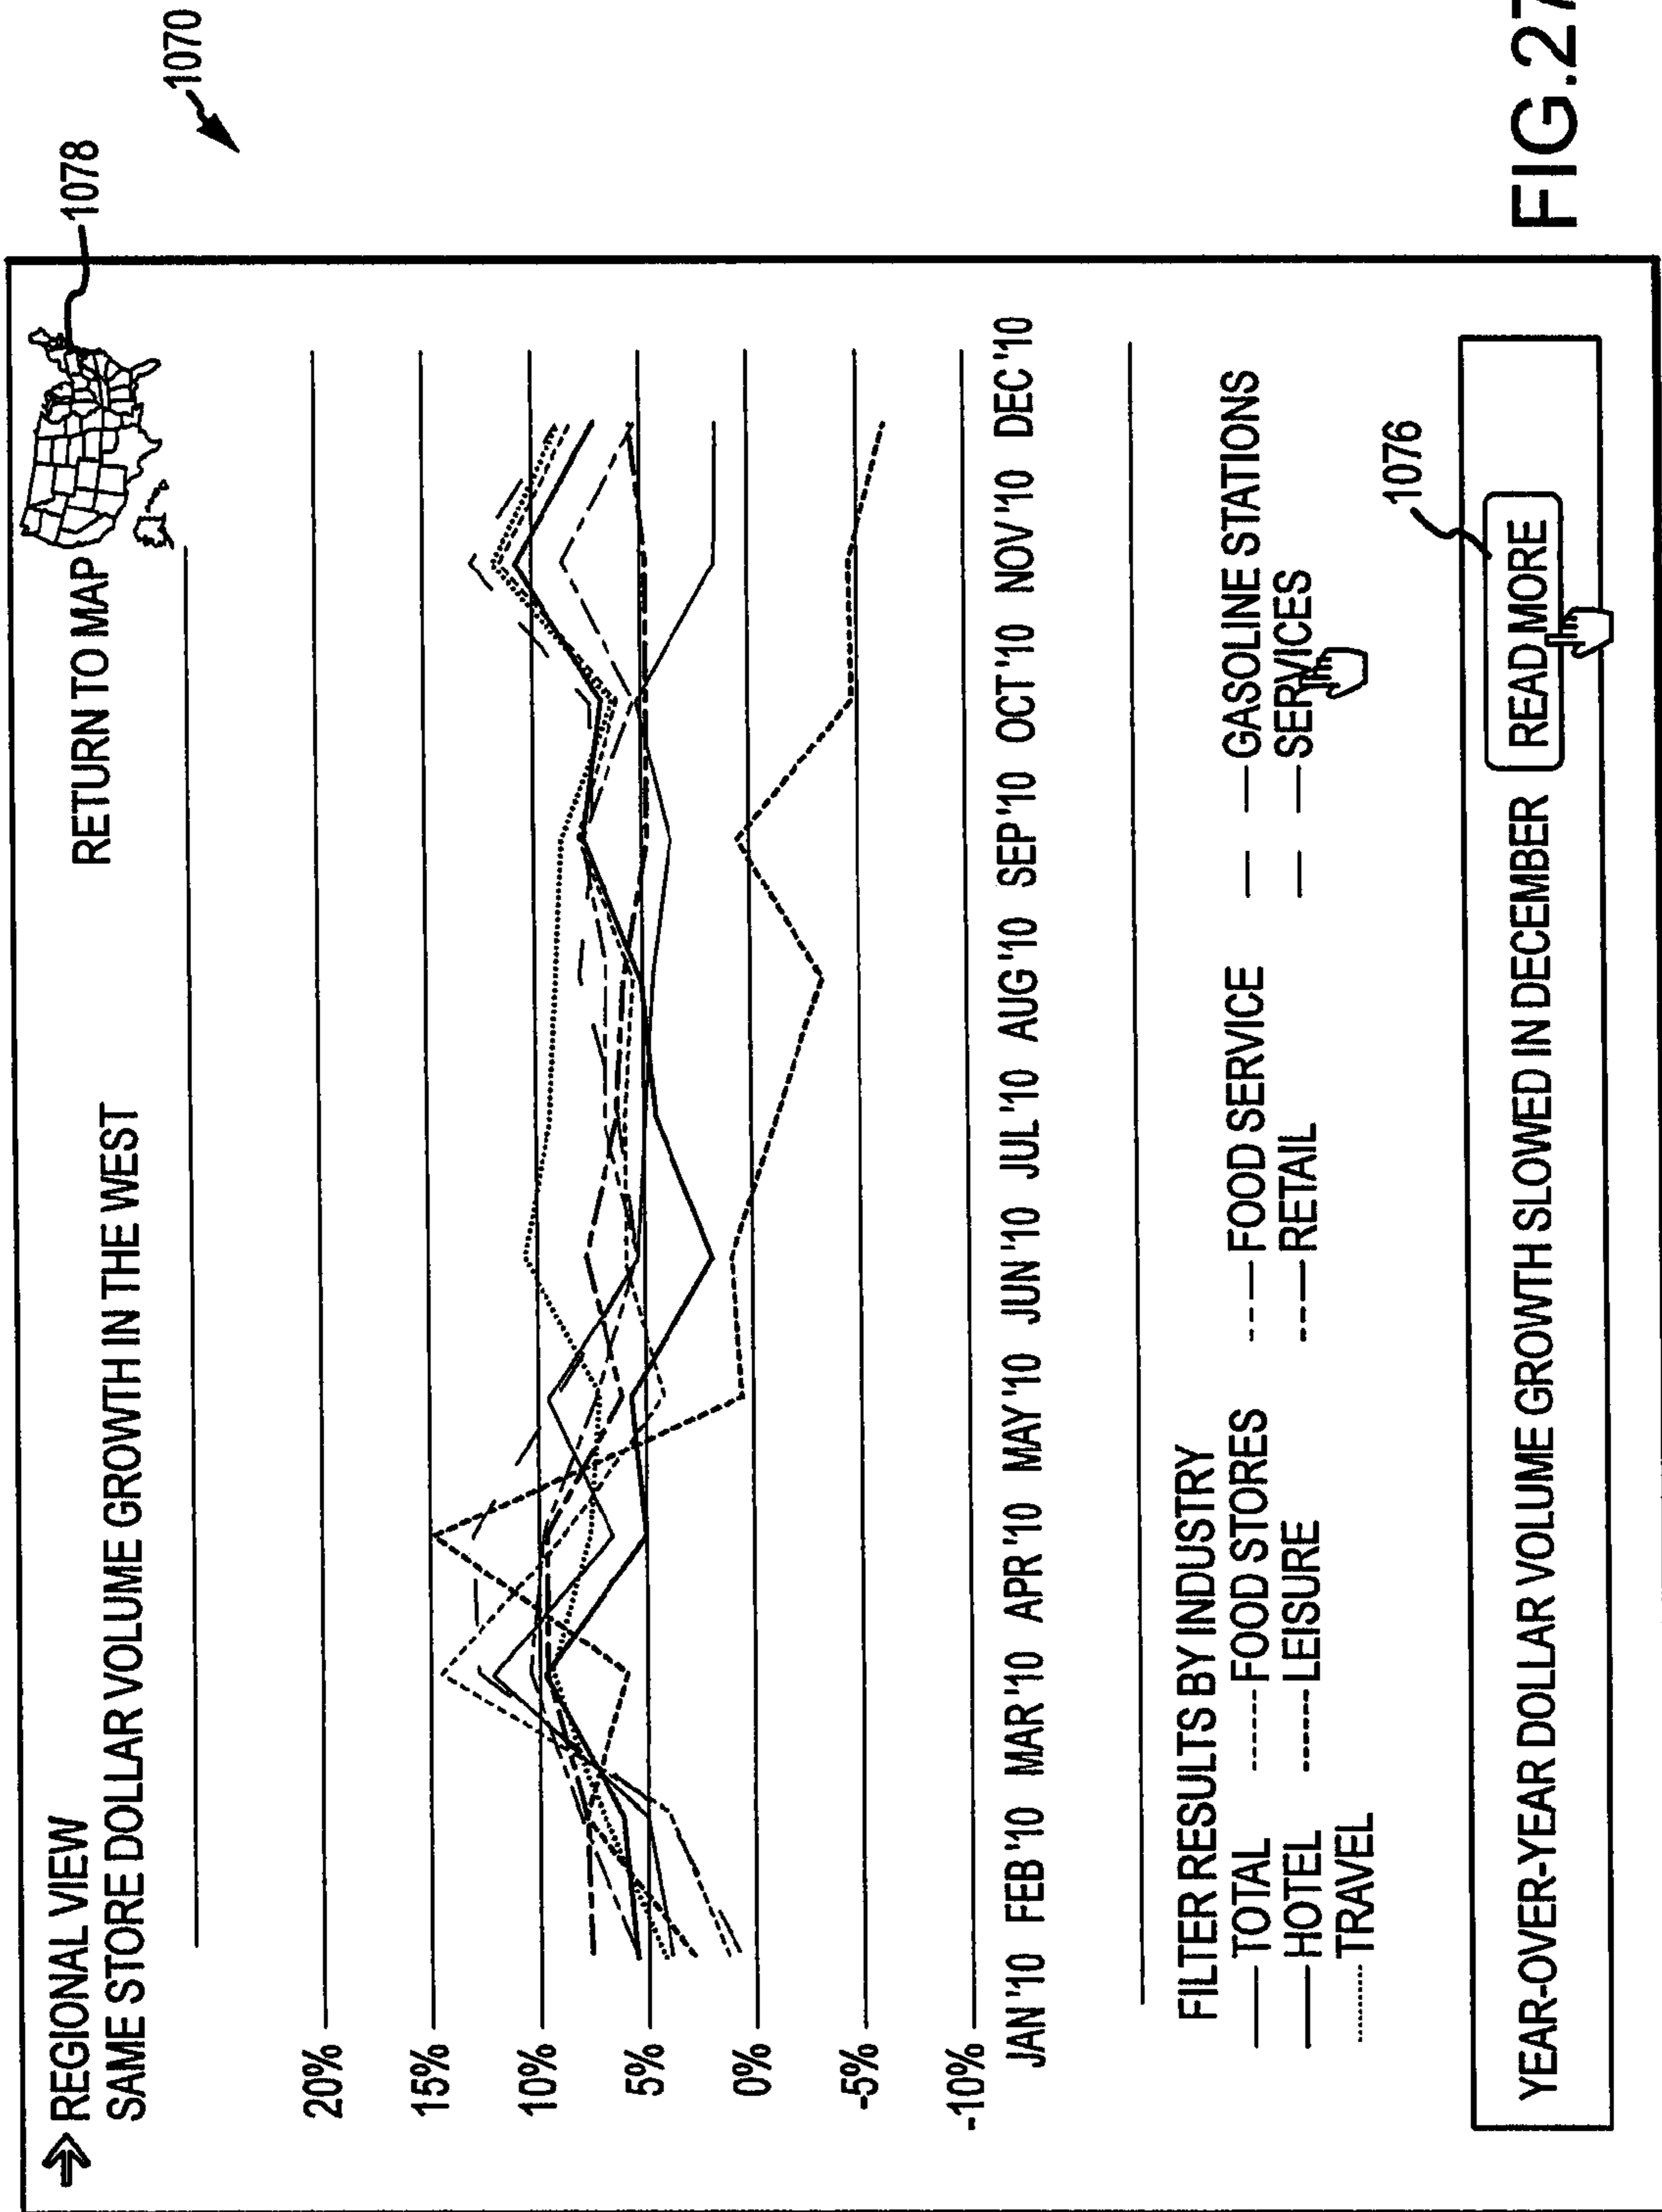 1070
1078
REGIONAL VIEW
SAME STORE DOLLAR VOLUME GROWTH IN THE WEST
RETURN TO MAP
20%
15%
10%
5%
0%
-5%
-10%
JAN '10 FEB '10 MAR '10 APR '10 MAY '10 JUN '10 JUL '10 AUG '10 SEP '10 OCT '10 NOV '10 DEC '10
FILTER RESULTS BY INDUSTRY
TOTAL FOOD STORES FOOD SERVICE GASOLINE STATIONS
HOTEL LEISURE RETAIL SERVICES
TRAVEL
1076
YEAR-OVER-YEAR DOLLAR VOLUME GROWTH SLOWED IN DECEMBER READ MORE
FIG.27